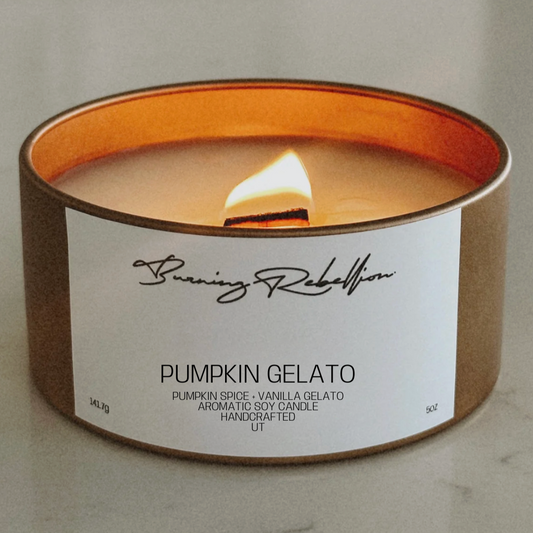 Burning Rebellion
PUMPKIN GELATO
PUMPKIN SPICE + VANILLA GELATO
AROMATIC SOY CANDLE
HANDCRAFTED
UT
141.7g
5oz